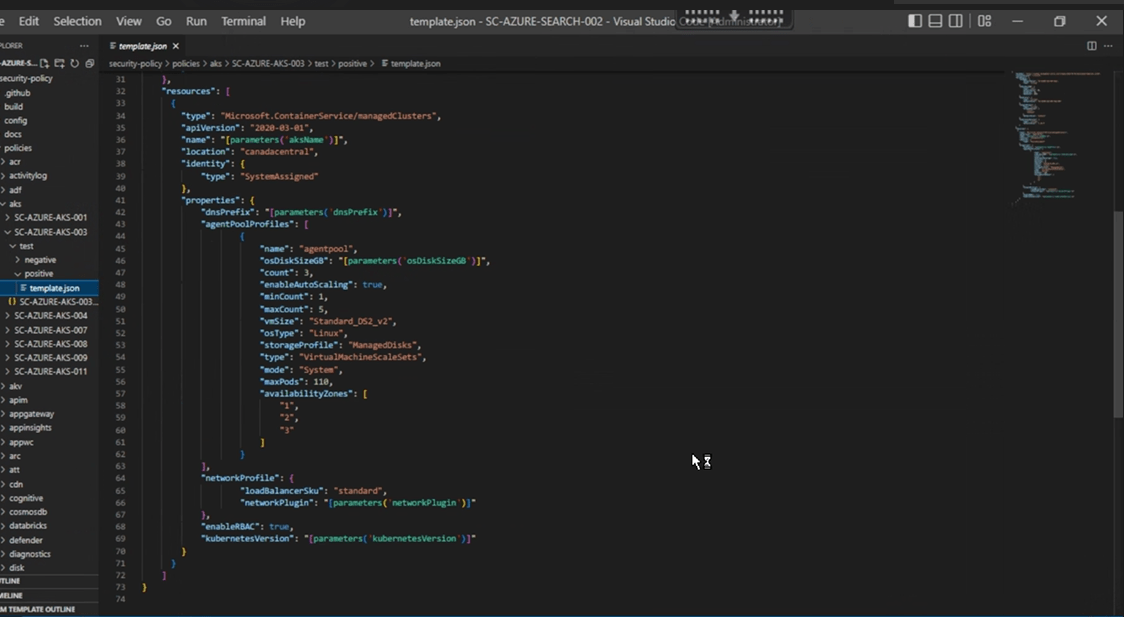 e Edit Selection View Go Run Terminal Help
template.json - SC-AZURE-SEARCH-002 - Visual Studio Code [Administrator]
PLORER
template.json
-AZURE-S...
security-policy > policies > aks > SC-AZURE-AKS-003 > test > positive > template.json
security-policy
.github
build
config
docs
policies
acr
activitylog
adf
aks
SC-AZURE-AKS-001
SC-AZURE-AKS-003
test
negative
positive
template.json
SC-AZURE-AKS-003...
SC-AZURE-AKS-004
SC-AZURE-AKS-007
SC-AZURE-AKS-008
SC-AZURE-AKS-009
SC-AZURE-AKS-011
akv
apim
appgateway
appinsights
appwc
arc
att
cdn
cognitive
cosmosdb
databricks
defender
diagnostics
disk
UTLINE
MELINE
M TEMPLATE OUTLINE
31 },
32 "resources": [
33 {
34 "type": "Microsoft.ContainerService/managedClusters",
35 "apiVersion": "2020-03-01",
36 "name": "[parameters('aksName')]",
37 "location": "canadacentral",
38 "identity": {
39 "type": "SystemAssigned"
40 },
41 "properties": {
42 "dnsPrefix": "[parameters('dnsPrefix')]",
43 "agentPoolProfiles": [
44 {
45 "name": "agentpool",
46 "osDiskSizeGB": "[parameters('osDiskSizeGB')]",
47 "count": 3,
48 "enableAutoScaling": true,
49 "minCount": 1,
50 "maxCount": 5,
51 "vmSize": "Standard_DS2_v2",
52 "osType": "Linux",
53 "storageProfile": "ManagedDisks",
54 "type": "VirtualMachineScaleSets",
55 "mode": "System",
56 "maxPods": 110,
57 "availabilityZones": [
58 "1",
59 "2",
60 "3"
61 ]
62 }
63 ],
64 "networkProfile": {
65 "loadBalancerSku": "standard",
66 "networkPlugin": "[parameters('networkPlugin')]"
67 },
68 "enableRBAC": true,
69 "kubernetesVersion": "[parameters('kubernetesVersion')]"
70 }
71 }
72 ]
73 }
74